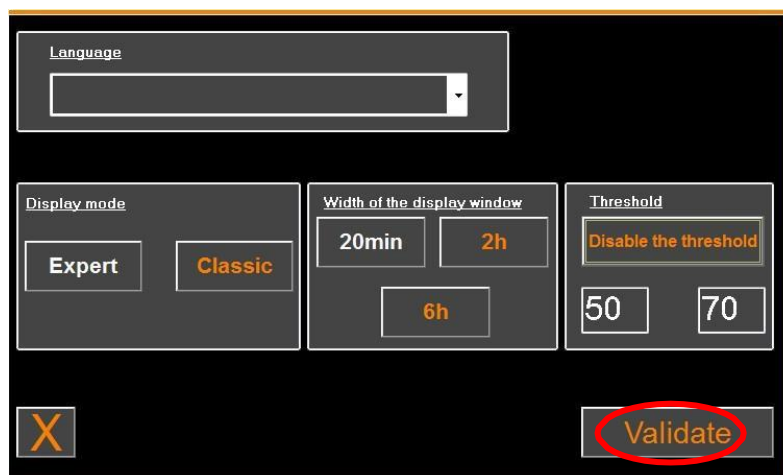 Language
Display mode
Expert
Classic
Width of the display window
20min
2h
6h
Threshold
Disable the threshold
50
70
X
Validate